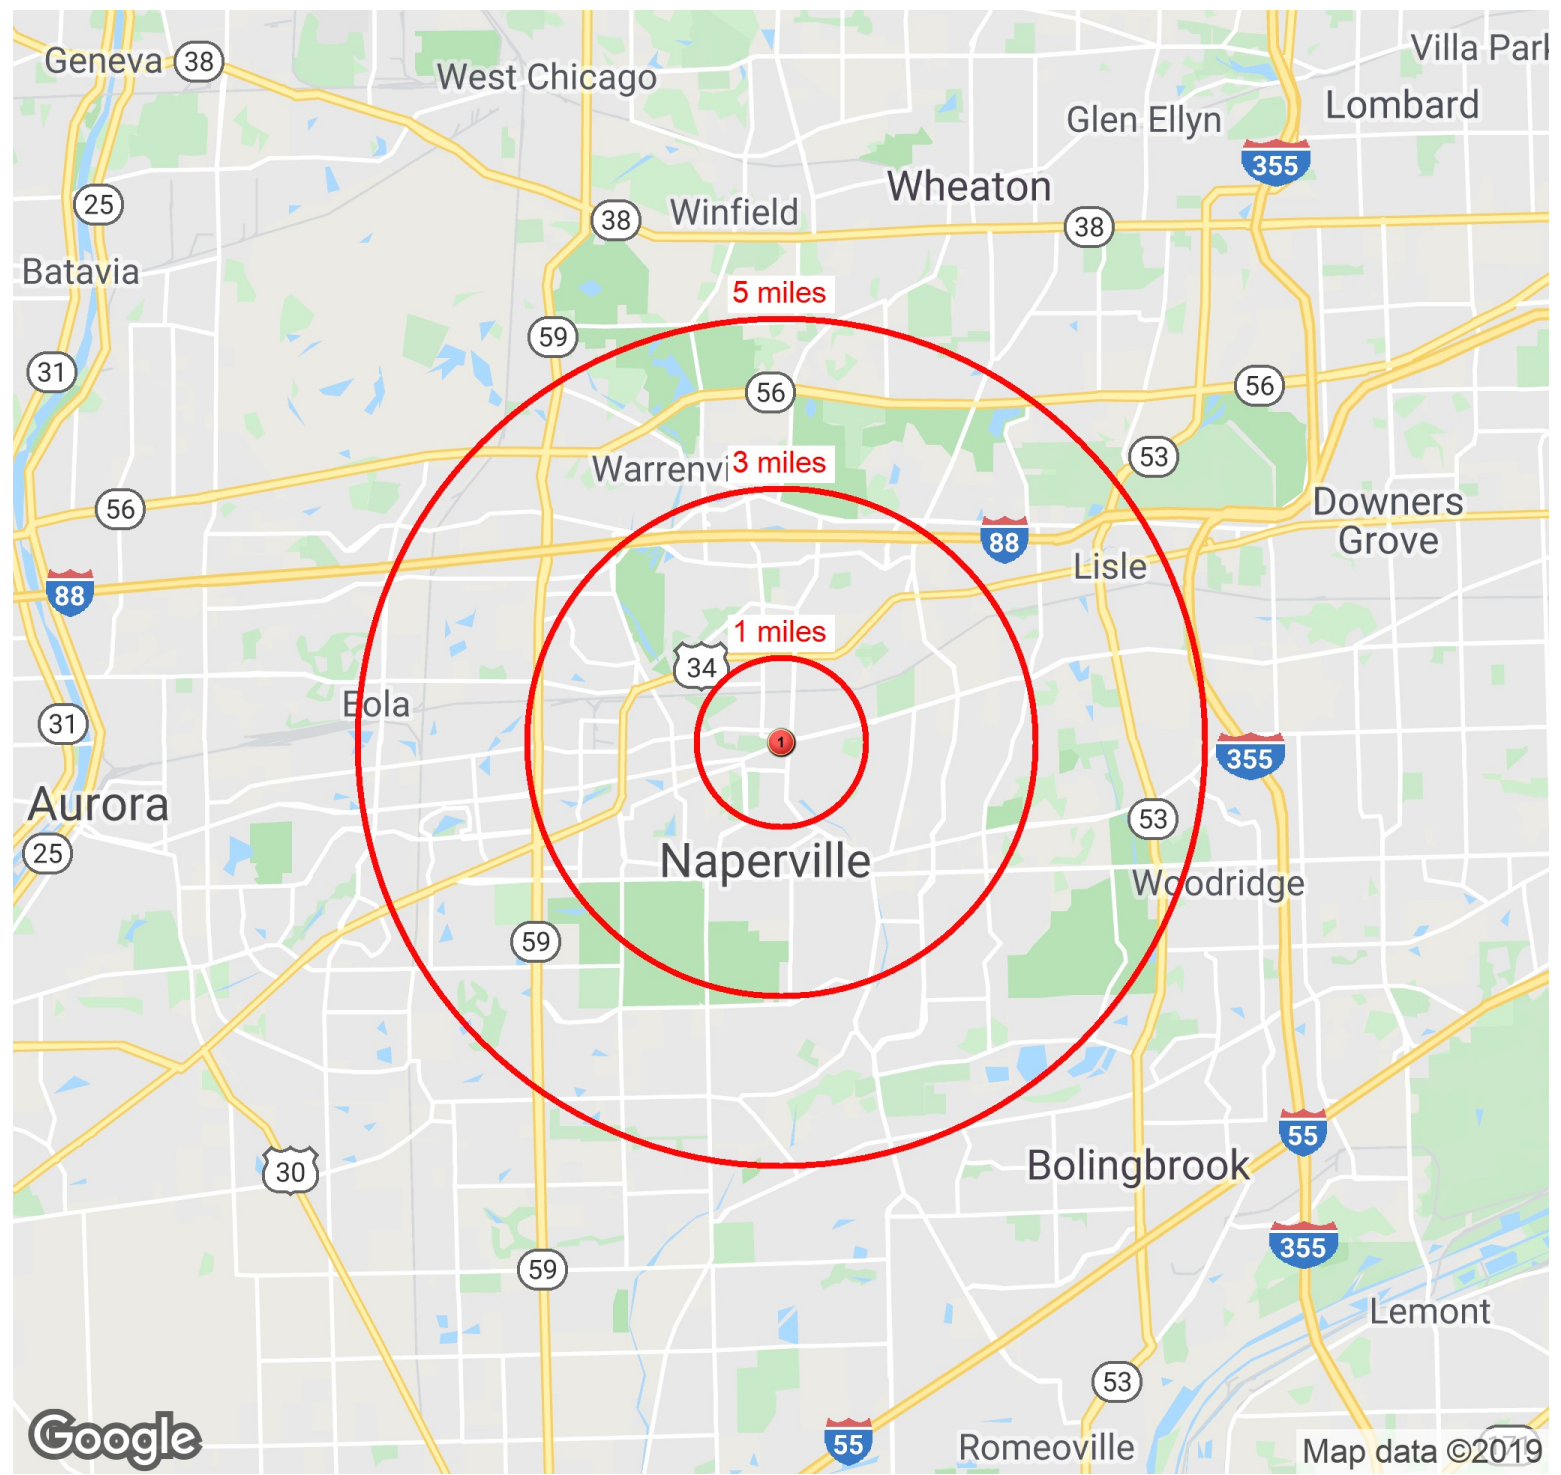 Villa Park
Geneva
38
West Chicago
Lombard
Glen Ellyn
355
Wheaton
25
38
Winfield
38
Batavia
5 miles
59
31
56
56
53
Warrenvi
3 miles
56
Downers
Grove
88
Lisle
88
1 miles
34
Eola
31
1
355
Aurora
53
25
Naperville
Woodridge
59
55
30
Bolingbrook
355
59
Lemont
53
Google
55
Romeoville
171
Map data ©2019